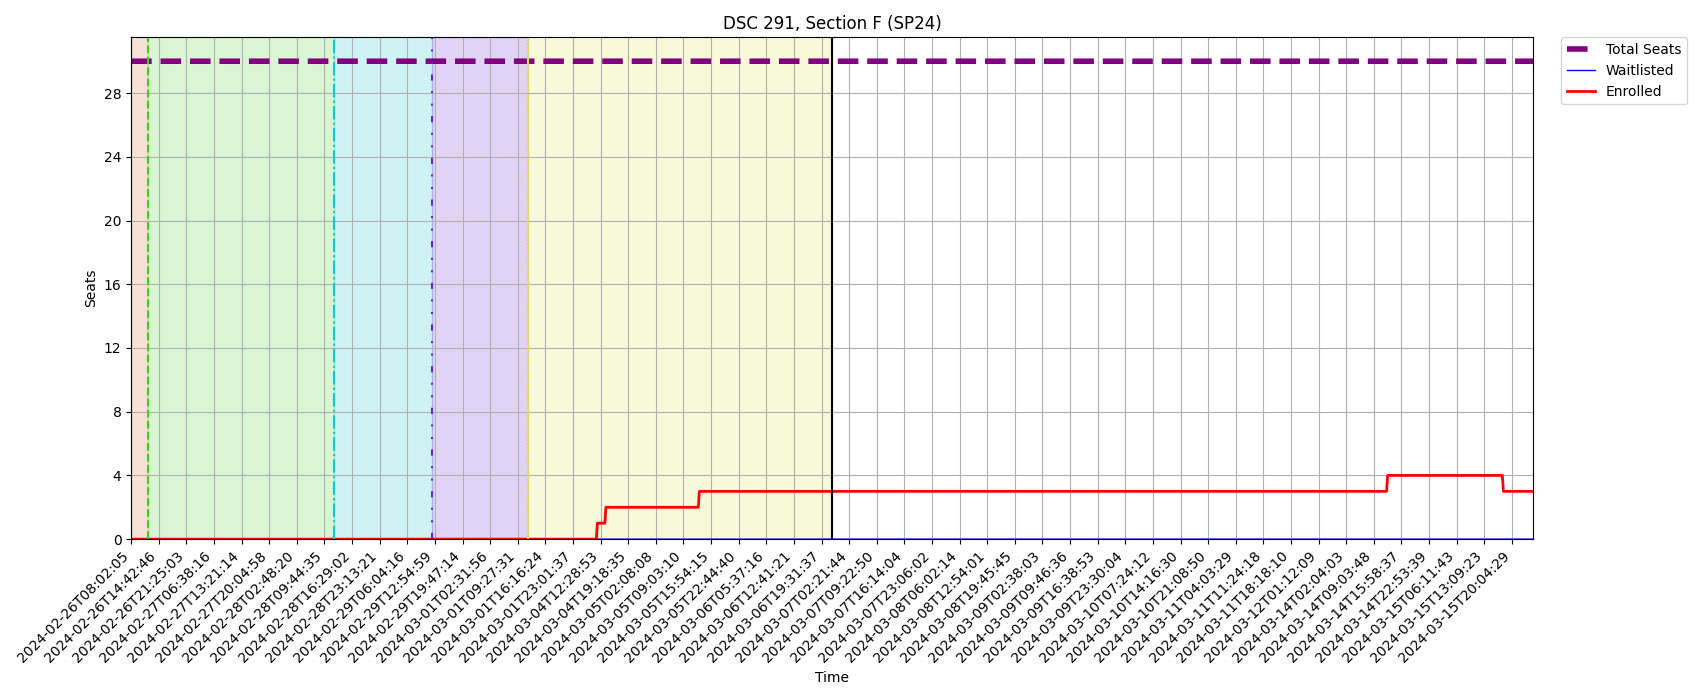 DSC 291, Section F (SP24)
Total Seats
Waitlisted
Enrolled
Seats
28
24
20
16
12
8
4
0
2024-02-26T08:02:05
2024-02-26T14:42:46
2024-02-26T21:25:03
2024-02-27T06:38:16
2024-02-27T13:21:14
2024-02-27T20:04:58
2024-02-28T02:48:20
2024-02-28T09:44:35
2024-02-28T16:29:02
2024-02-28T23:13:21
2024-02-29T06:04:16
2024-02-29T12:54:59
2024-02-29T19:47:14
2024-03-01T02:31:56
2024-03-01T09:27:31
2024-03-01T16:16:24
2024-03-01T23:01:37
2024-03-04T12:28:53
2024-03-04T19:18:35
2024-03-05T02:08:08
2024-03-05T09:03:10
2024-03-05T15:54:15
2024-03-05T22:44:40
2024-03-06T05:37:16
2024-03-06T12:41:21
2024-03-06T19:31:37
2024-03-07T02:21:44
2024-03-07T09:22:50
2024-03-07T16:14:04
2024-03-07T23:06:02
2024-03-08T06:02:14
2024-03-08T12:54:01
2024-03-08T19:45:45
2024-03-09T02:38:03
2024-03-09T09:46:36
2024-03-09T16:38:53
2024-03-09T23:30:04
2024-03-10T07:24:12
2024-03-10T14:16:30
2024-03-10T21:08:50
2024-03-11T04:03:29
2024-03-11T11:24:18
2024-03-11T18:18:10
2024-03-12T01:12:09
2024-03-14T02:04:03
2024-03-14T09:03:48
2024-03-14T15:58:37
2024-03-14T22:53:39
2024-03-15T06:11:43
2024-03-15T13:09:23
2024-03-15T20:04:29
Time